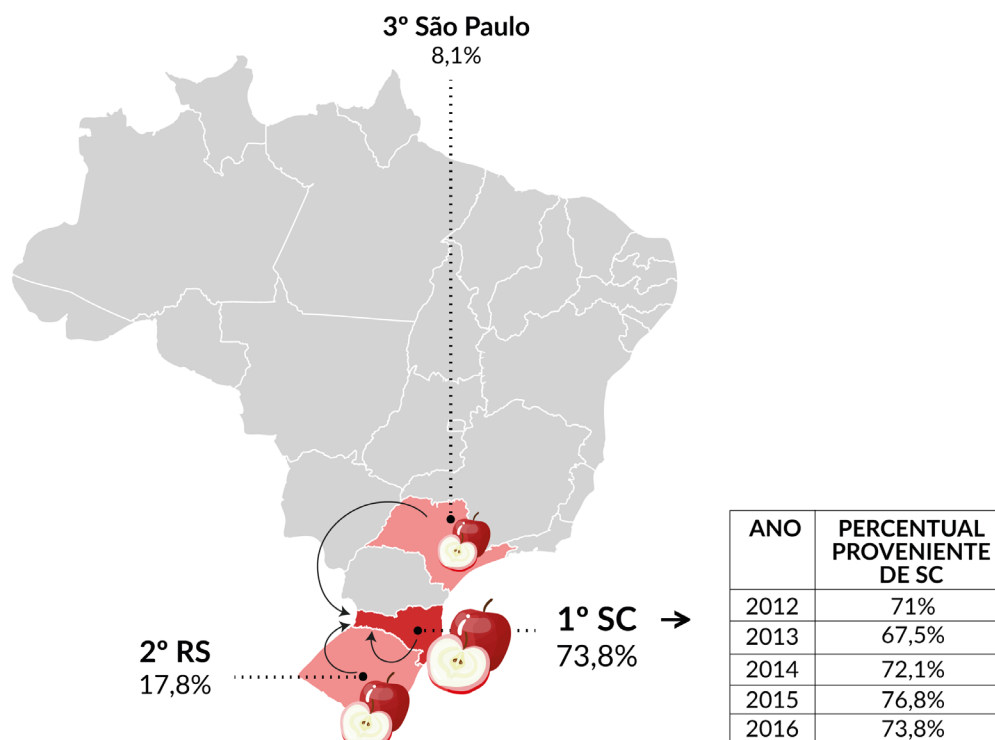 3º São Paulo
8,1%
1º SC
73,8%
2º RS
17,8%
ANO PERCENTUAL
PROVENIENTE
DE SC
2012 71%
2013 67,5%
2014 72,1%
2015 76,8%
2016 73,8%